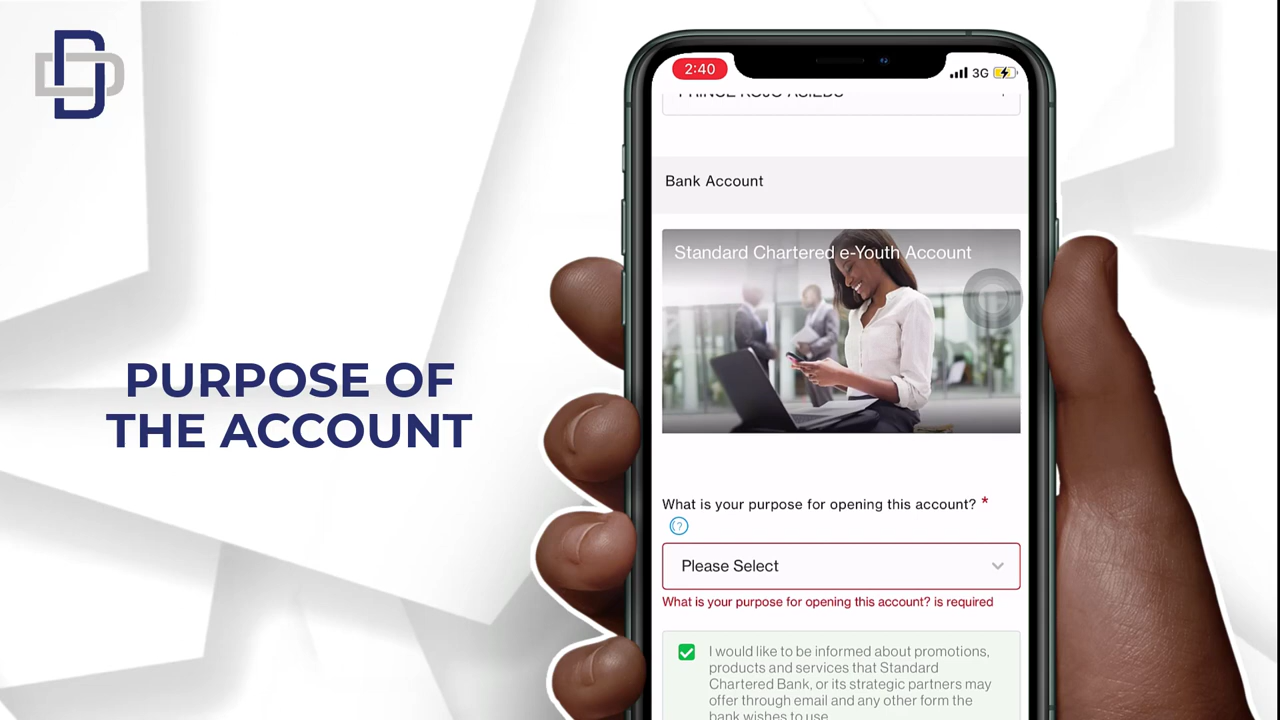 PURPOSE OF
THE ACCOUNT
2:40
3G
Bank Account
Standard Chartered e-Youth Account
What is your purpose for opening this account? *
?
Please Select
What is your purpose for opening this account? is required
I would like to be informed about promotions,
products and services that Standard
Chartered Bank, or its strategic partners may
offer through email and any other form the
bank wishes to use